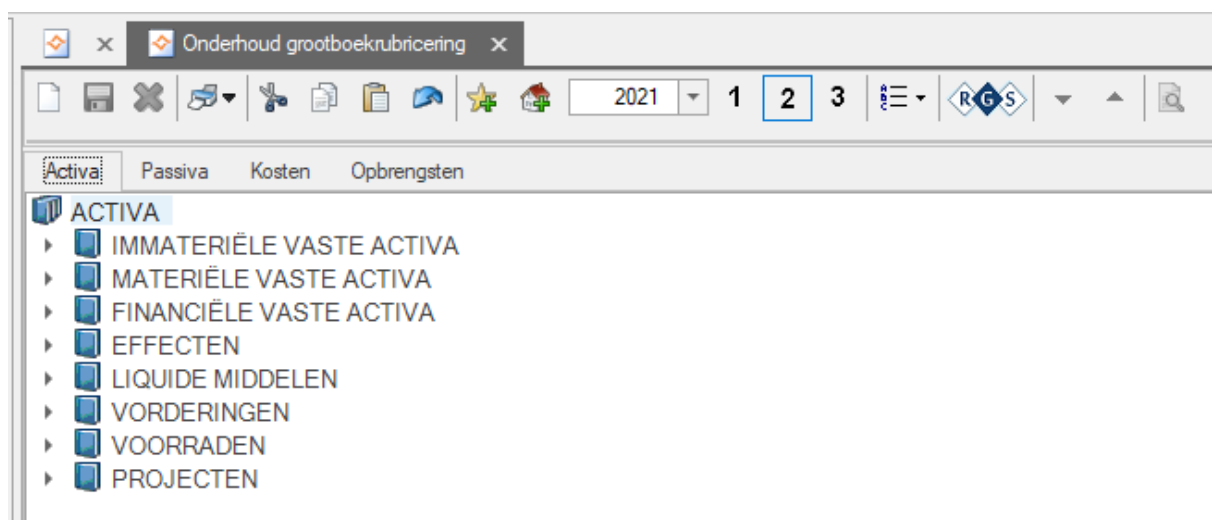 Onderhoud grootboekrubricering
2021 1 2 3 RGS
Activa Passiva Kosten Opbrengsten
ACTIVA
IMMATERIËLE VASTE ACTIVA
MATERIËLE VASTE ACTIVA
FINANCIËLE VASTE ACTIVA
EFFECTEN
LIQUIDE MIDDELEN
VORDERINGEN
VOORRADEN
PROJECTEN